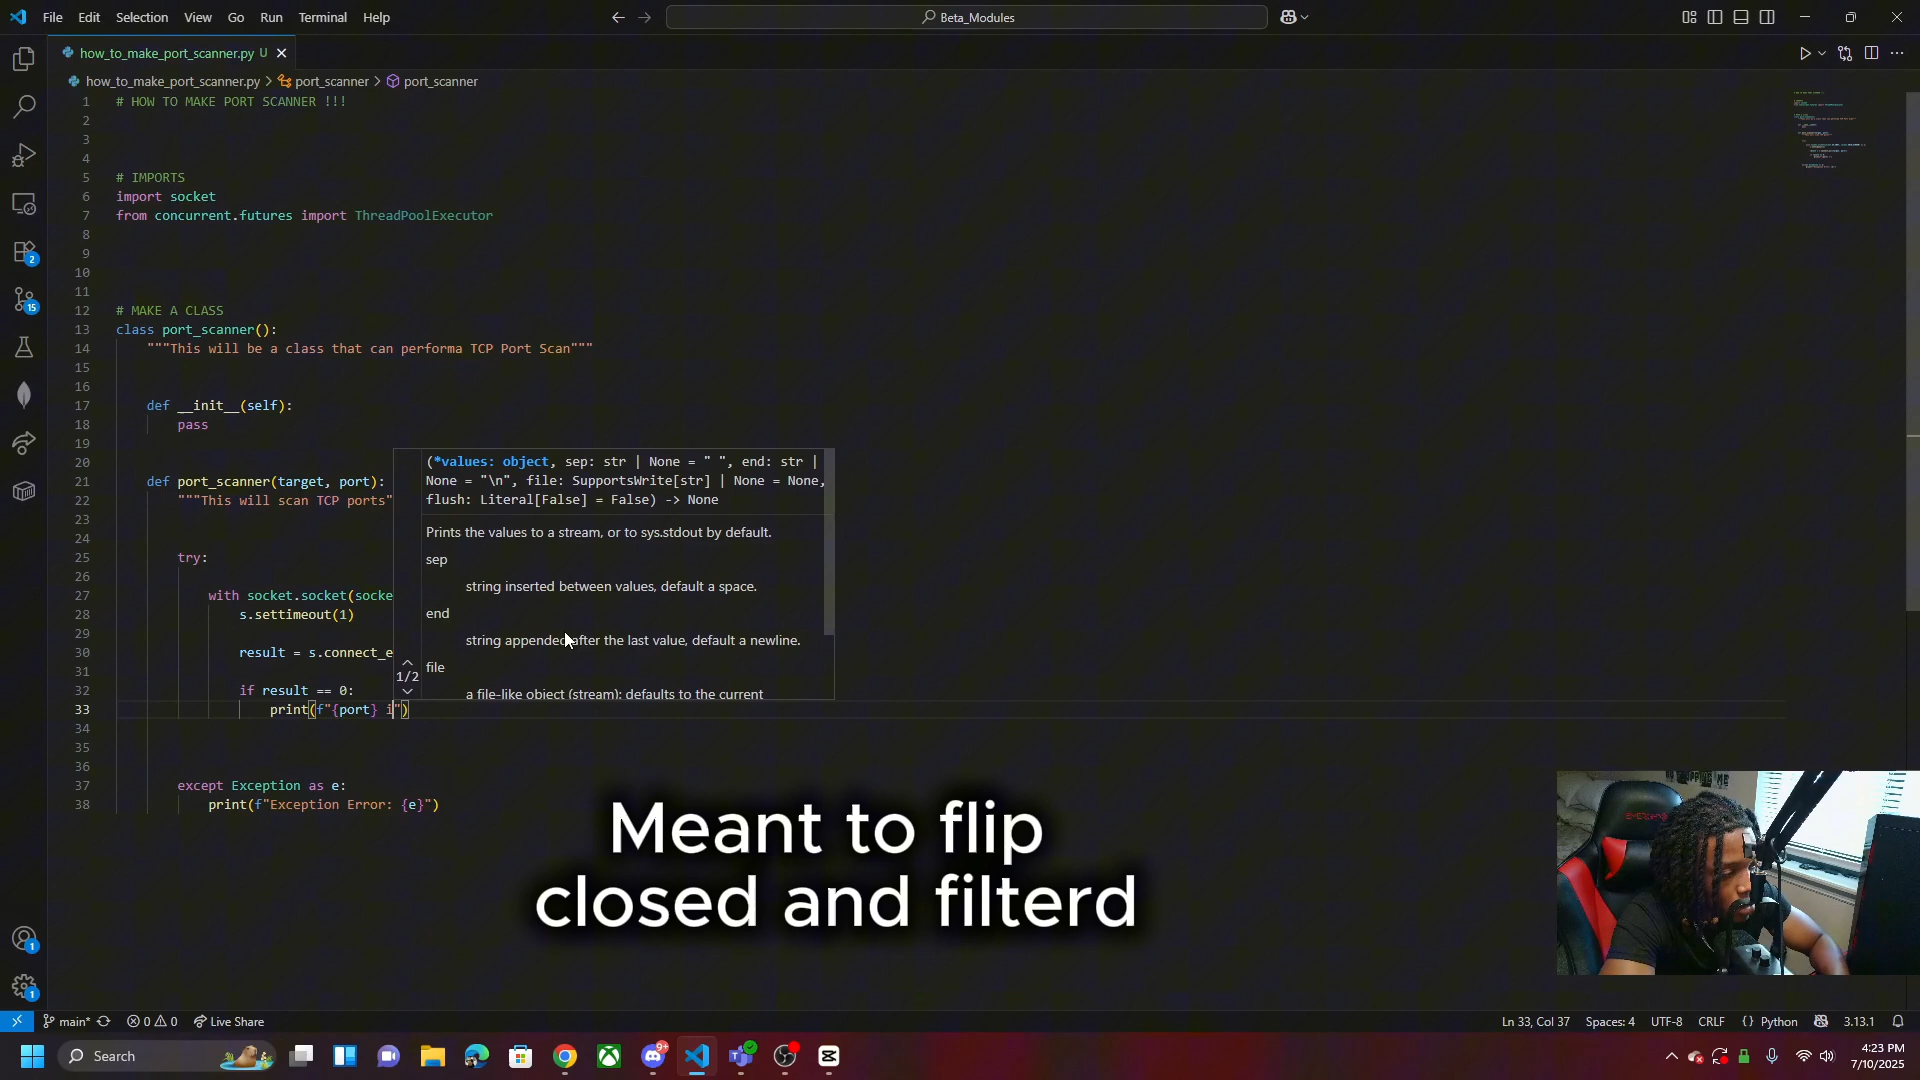 File Edit Selection View Go Run Terminal Help
Beta_Modules
how_to_make_port_scanner.py U
how_to_make_port_scanner.py > port_scanner > port_scanner
1 # HOW TO MAKE PORT SCANNER !!!
2
3
4
5 # IMPORTS
6 import socket
7 from concurrent.futures import ThreadPoolExecutor
8
9
10
11
12 # MAKE A CLASS
13 class port_scanner():
14 """This will be a class that can performa TCP Port Scan"""
15
16
17 def __init__(self):
18 pass
19
20
21 def port_scanner(target, port):
22 """This will scan TCP ports"
23
24
25 try:
26
27 with socket.socket(socke
28 s.settimeout(1)
29
30 result = s.connect_e
31
32 if result == 0:
33 print(f"{port} i")
34
35
36
37 except Exception as e:
38 print(f"Exception Error: {e}")
(*values: object, sep: str | None = " ", end: str |
None = "\n", file: SupportsWrite[str] | None = None,
flush: Literal[False] = False) -> None
Prints the values to a stream, or to sys.stdout by default.
sep
string inserted between values, default a space.
end
string appended after the last value, default a newline.
file
a file-like object (stream); defaults to the current
1/2
Meant to flip
closed and filterd
2
15
1
1
main* 0 0 Live Share
Ln 33, Col 37 Spaces: 4 UTF-8 CRLF {} Python 3.13.1
Search
9+
4:23 PM
7/10/2025